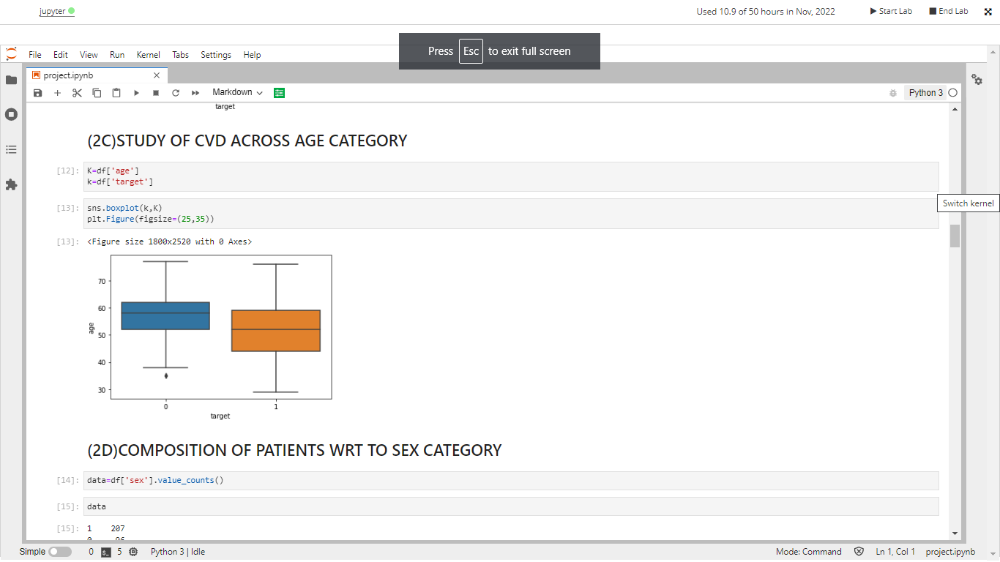 jupyter
Used 10.9 of 50 hours in Nov, 2022
Start Lab
End Lab
Press Esc to exit full screen
File Edit View Run Kernel Tabs Settings Help
project.ipynb
Markdown
Python 3
target
(2C)STUDY OF CVD ACROSS AGE CATEGORY
[12]: K=df['age']
k=df['target']
Switch kernel
[13]: sns.boxplot(k,K)
plt.Figure(figsize=(25,35))
[13]: <Figure size 1800x2520 with 0 Axes>
70
60
50
40
30
age
0 1
target
(2D)COMPOSITION OF PATIENTS WRT TO SEX CATEGORY
[14]: data=df['sex'].value_counts()
[15]: data
[15]: 1 207
0 96
Simple 0 $_ 5 Python 3 | Idle Mode: Command Ln 1, Col 1 project.ipynb